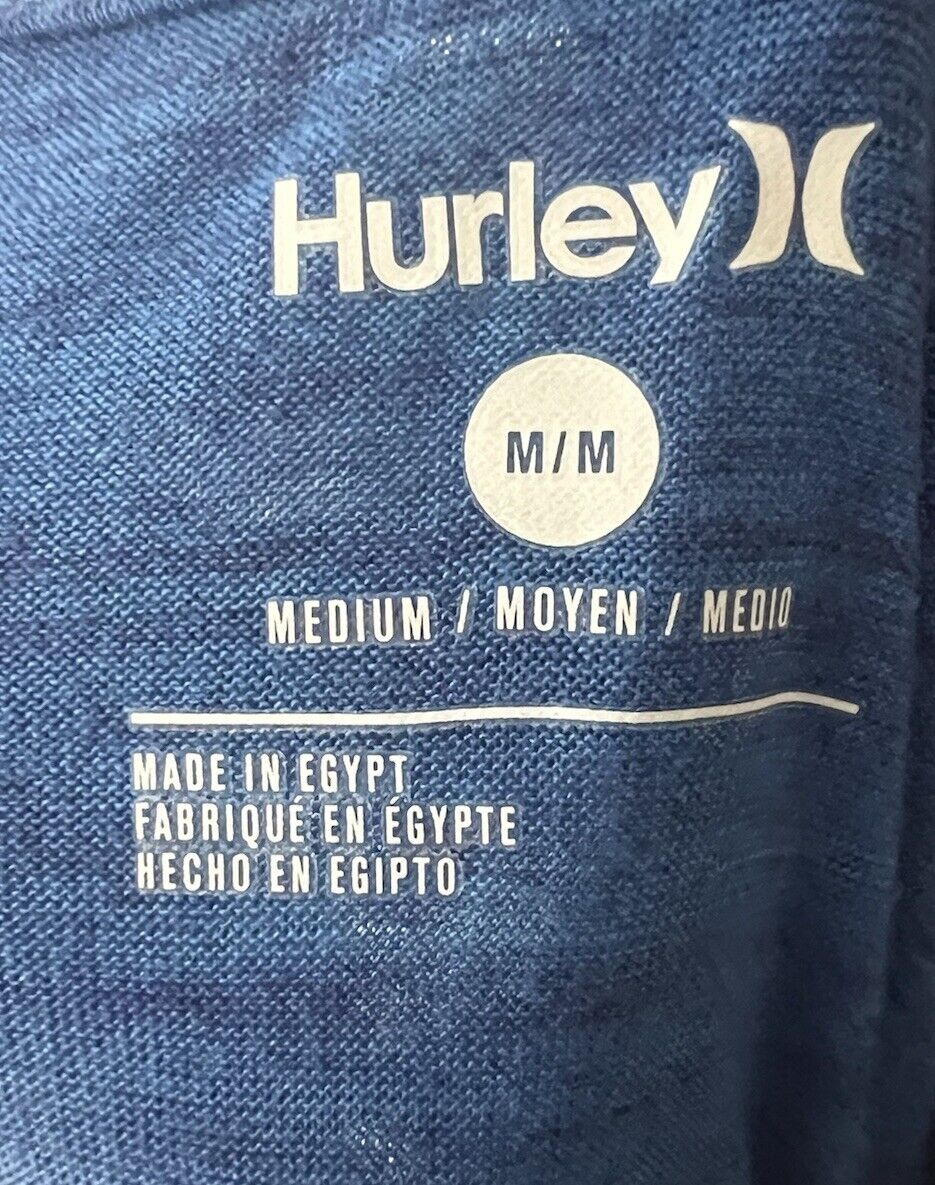 Hurley
M/M
MEDIUM / MOYEN / MEDIO
MADE IN EGYPT
FABRIQUÉ EN ÉGYPTE
HECHO EN EGIPTO